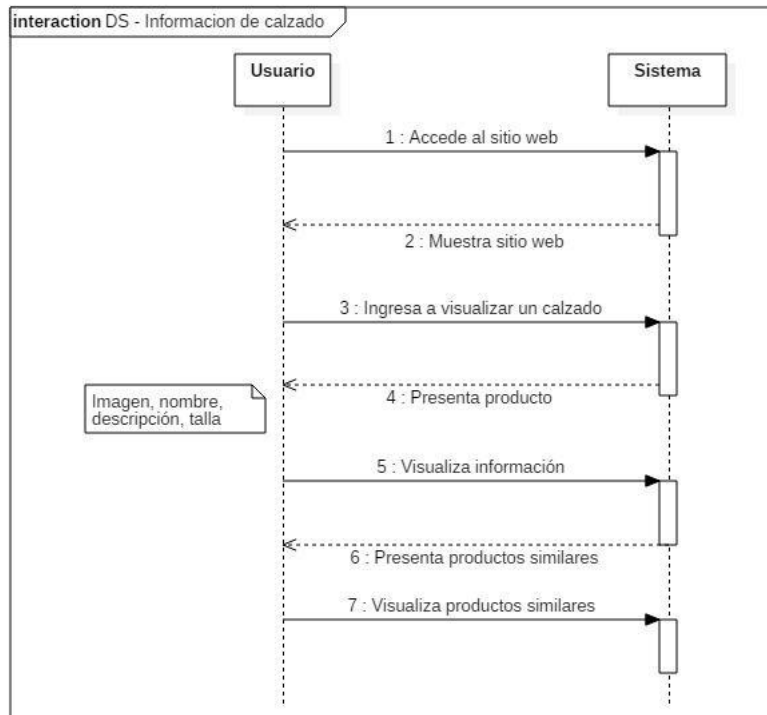 interaction DS - Informacion de calzado
Usuario
Sistema
1 : Accede al sitio web
2 : Muestra sitio web
3 : Ingresa a visualizar un calzado
4 : Presenta producto
Imagen, nombre,
descripción, talla
5 : Visualiza información
6 : Presenta productos similares
7 : Visualiza productos similares